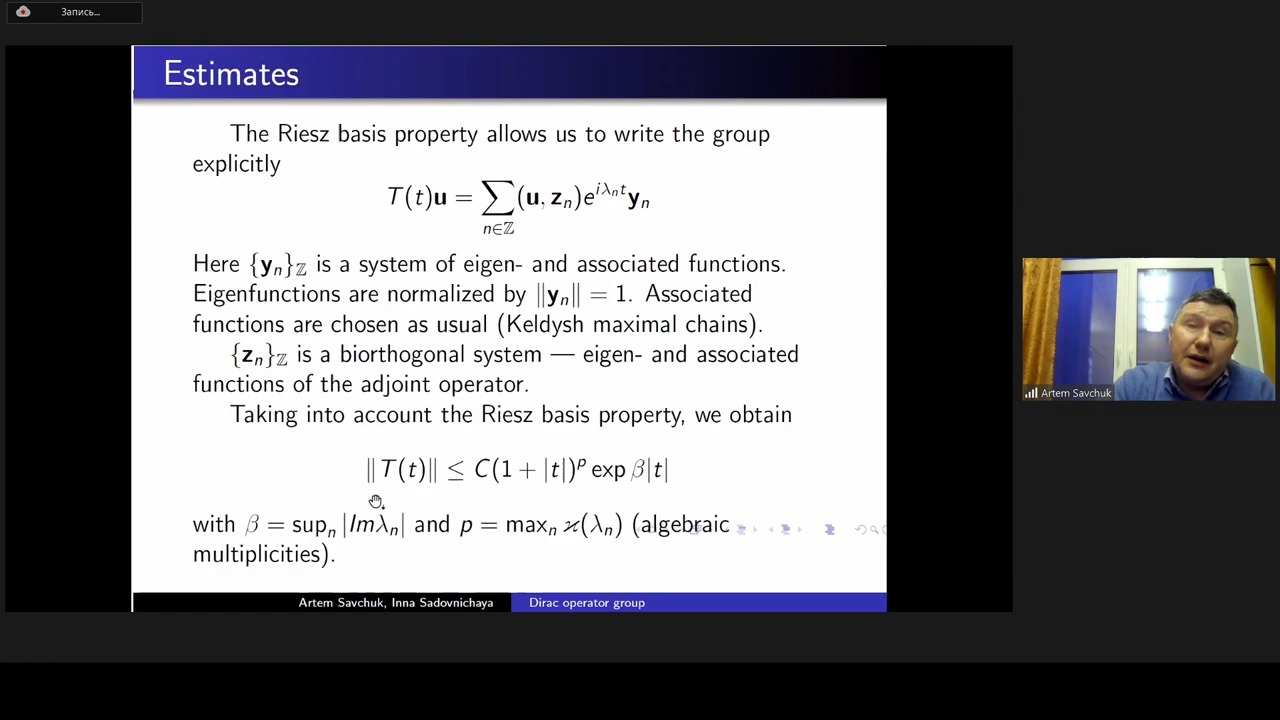 Запись...
Estimates
The Riesz basis property allows us to write the group
explicitly
T(t)u = ∑_{n∈ℤ} (u, z_n)e^{iλ_n t} y_n
Here {y_n}_ℤ is a system of eigen- and associated functions.
Eigenfunctions are normalized by ‖y_n‖ = 1. Associated
functions are chosen as usual (Keldysh maximal chains).
{z_n}_ℤ is a biorthogonal system — eigen- and associated
functions of the adjoint operator.
Taking into account the Riesz basis property, we obtain
‖T(t)‖ ≤ C(1 + |t|)^p exp β|t|
with β = sup_n |Imλ_n| and p = max_n ϰ(λ_n) (algebraic
multiplicities).
Artem Savchuk, Inna Sadovnichaya
Dirac operator group
Artem Savchuk